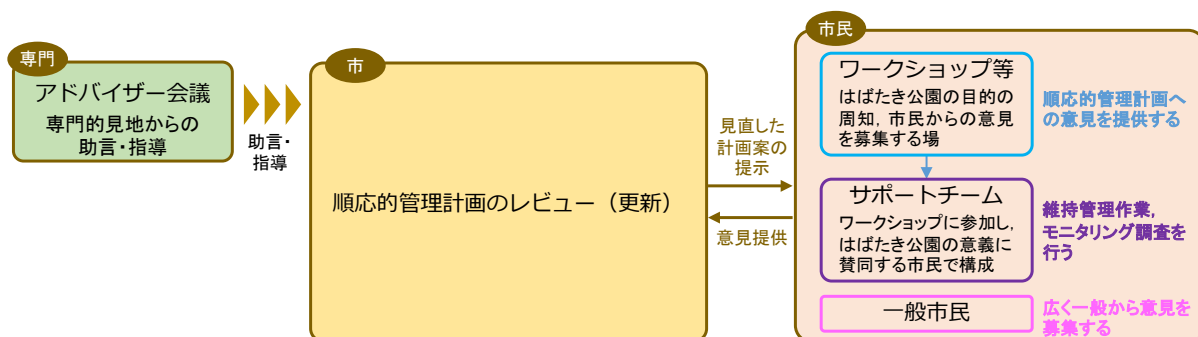 専門
アドバイザー会議
専門的見地からの
助言・指導
助言・
指導
市
順応的管理計画のレビュー（更新）
見直した
計画案の
提示
意見提供
市民
ワークショップ等
はばたき公園の目的の
周知，市民からの意見
を募集する場
順応的管理計画へ
の意見を提供する
サポートチーム
ワークショップに参加し，
はばたき公園の意義に
賛同する市民で構成
維持管理作業，
モニタリング調査を
行う
一般市民
広く一般から意見を
募集する